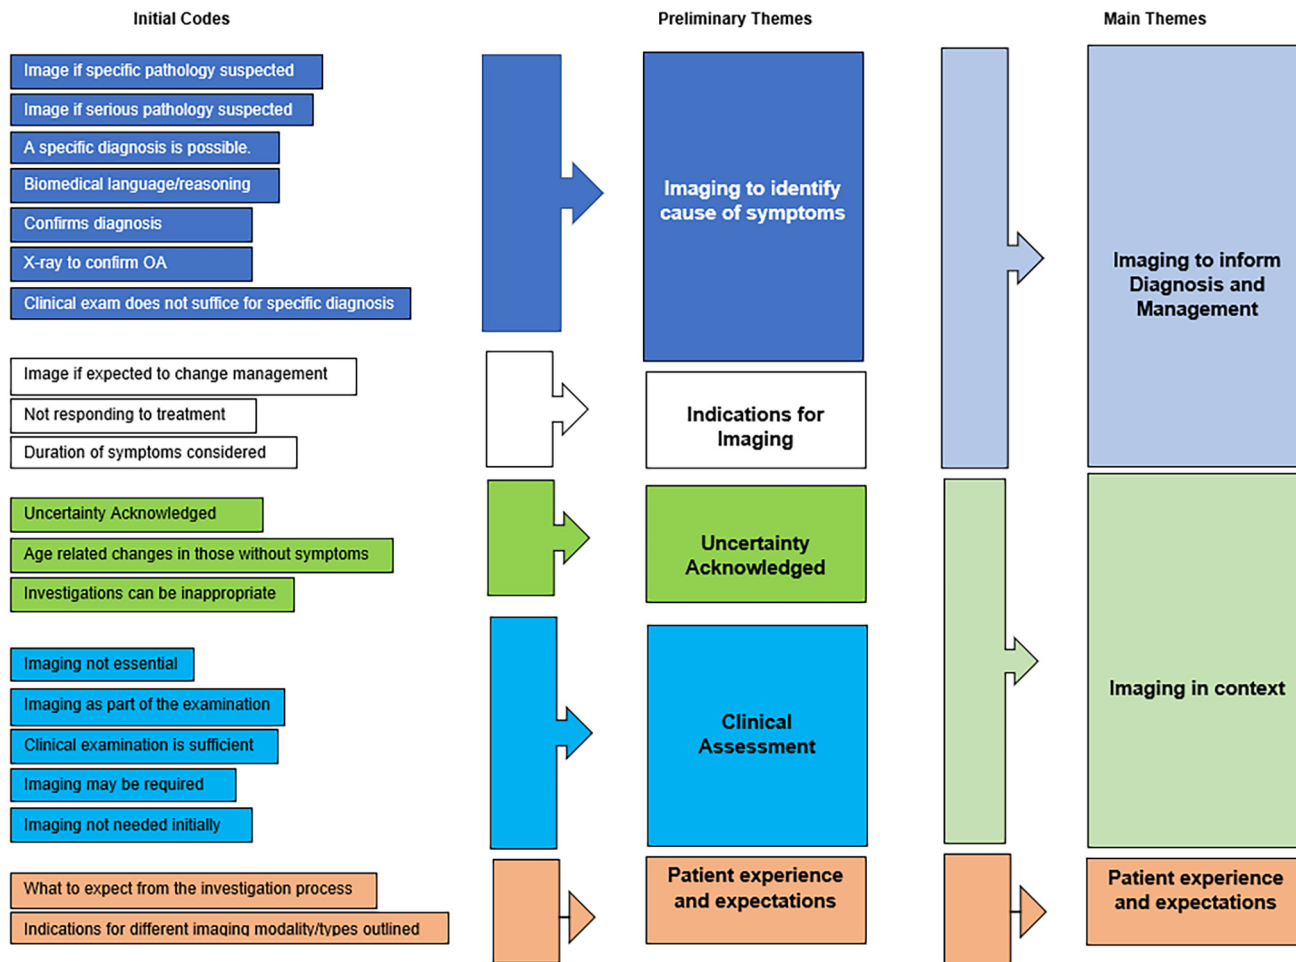 Initial Codes
Preliminary Themes
Main Themes
Image if specific pathology suspected
Image if serious pathology suspected
A specific diagnosis is possible.
Biomedical language/reasoning
Confirms diagnosis
X-ray to confirm OA
Clinical exam does not suffice for specific diagnosis
Imaging to identify
cause of symptoms
Imaging to inform
Diagnosis and
Management
Image if expected to change management
Not responding to treatment
Duration of symptoms considered
Indications for
Imaging
Uncertainty Acknowledged
Age related changes in those without symptoms
Investigations can be inappropriate
Uncertainty
Acknowledged
Imaging not essential
Imaging as part of the examination
Clinical examination is sufficient
Imaging may be required
Imaging not needed initially
Clinical
Assessment
Imaging in context
What to expect from the investigation process
Indications for different imaging modality/types outlined
Patient experience
and expectations
Patient experience
and expectations